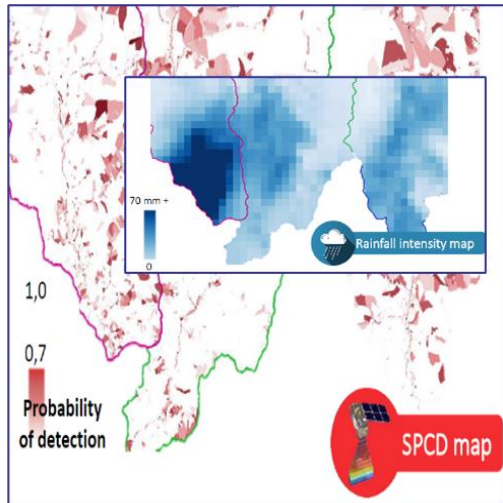 70 mm +
0
Rainfall intensity map
1,0
0,7
Probability
of detection
SPCD map